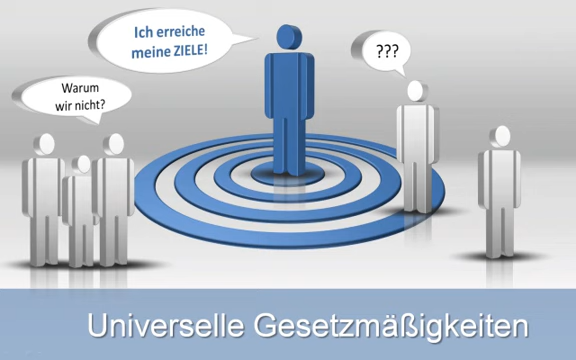 Ich erreiche
meine ZIELE!
???
Warum
wir nicht?
Universelle Gesetzmäßigkeiten